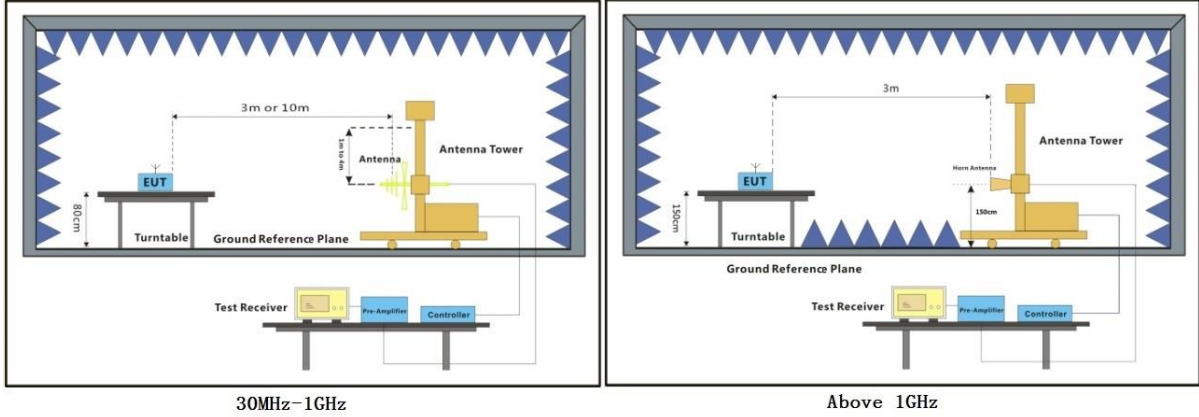 3m or 10m
1m to 4m
Antenna
Antenna Tower
EUT
80cm
Turntable
Ground Reference Plane
Test Receiver
Pre-Amplifier
Controller
30MHz-1GHz
3m
Antenna Tower
Horn Antenna
EUT
150cm
150cm
Turntable
Ground Reference Plane
Test Receiver
Pre-Amplifier
Controller
Above 1GHz